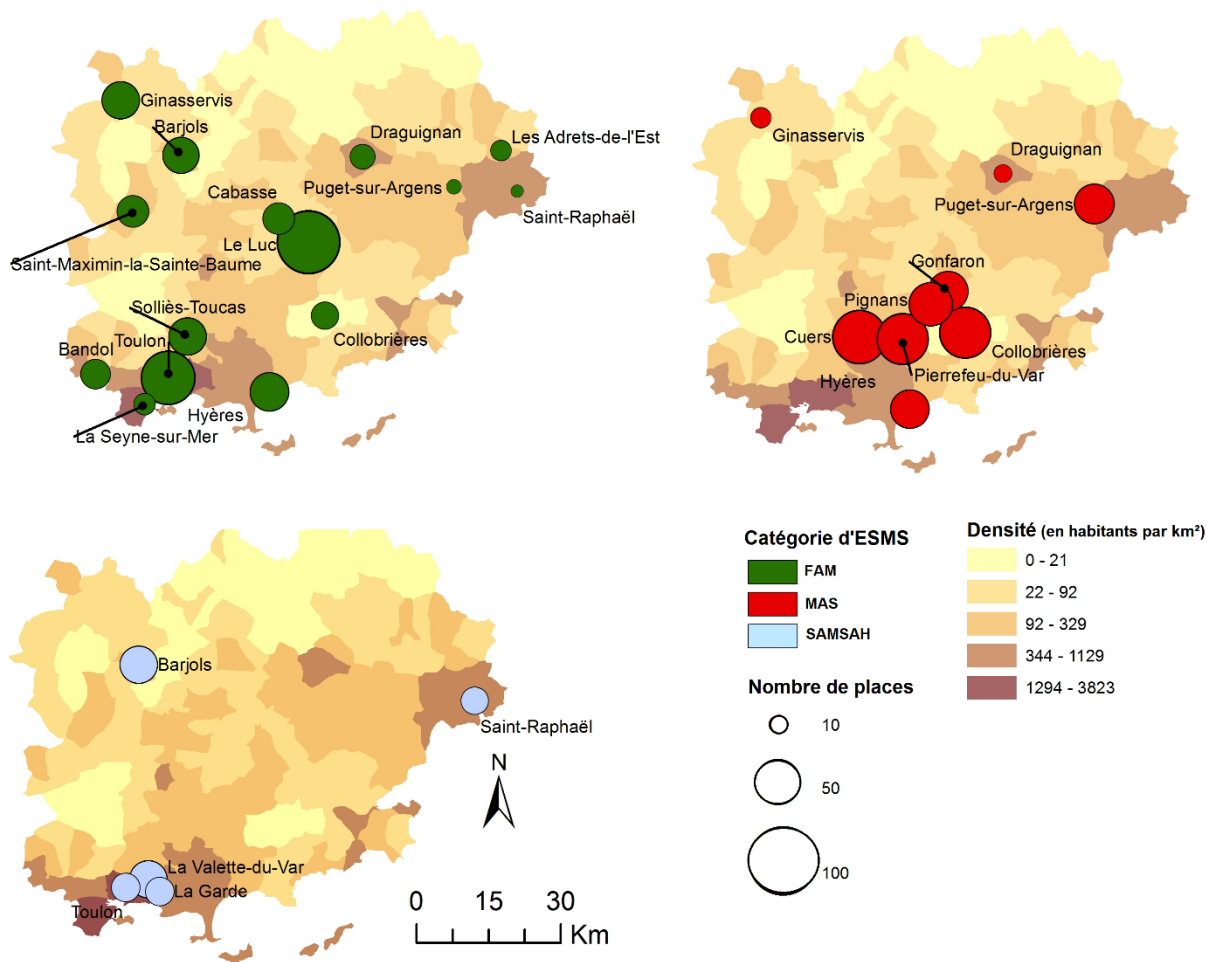 Ginasservis
Barjols
Draguignan
Les Adrets-de-l'Est
Puget-sur-Argens
Cabasse
Saint-Raphaël
Le Luc
Saint-Maximin-la-Sainte-Baume
Solliès-Toucas
Toulon
Bandol
Collobrières
Hyères
La Seyne-sur-Mer
Ginasservis
Draguignan
Puget-sur-Argens
Gonfaron
Pignans
Cuers
Collobrières
Hyères
Pierrefeu-du-Var
Barjols
Saint-Raphaël
La Valette-du-Var
La Garde
Toulon
N
0 15 30
Km
Catégorie d'ESMS
FAM
MAS
SAMSAH
Nombre de places
10
50
100
Densité (en habitants par km²)
0 - 21
22 - 92
92 - 329
344 - 1129
1294 - 3823